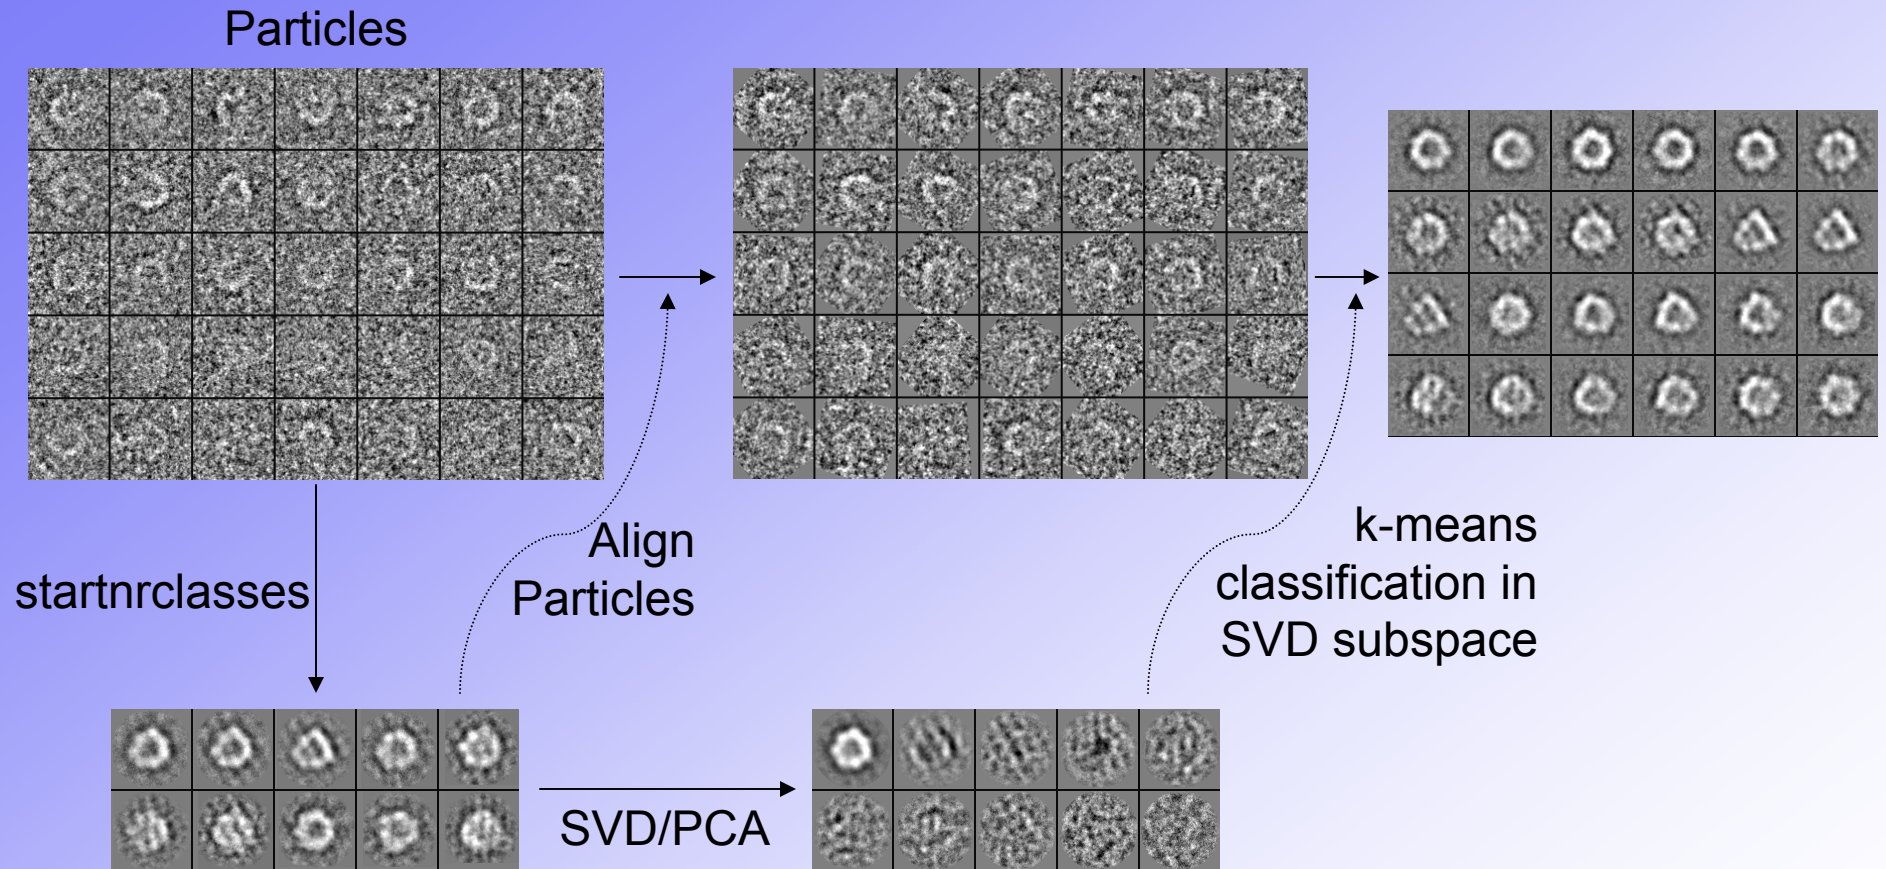 Particles
startnrclasses
Align
Particles
k-means
classification in
SVD subspace
SVD/PCA